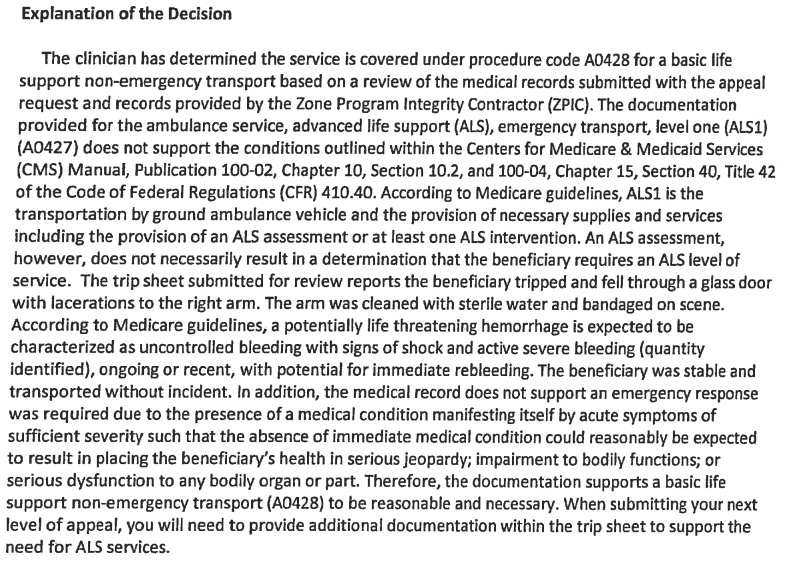 Explanation of the Decision
The clinician has determined the service is covered under procedure code A0428 for a basic life
support non-emergency transport based on a review of the medical records submitted with the appeal
request and records provided by the Zone Program Integrity Contractor (ZPIC). The documentation
provided for the ambulance service, advanced life support (ALS), emergency transport, level one (ALS1)
(A0427) does not support the conditions outlined within the Centers for Medicare & Medicaid Services
(CMS) Manual, Publication 100-02, Chapter 10, Section 10.2, and 100-04, Chapter 15, Section 40, Title 42
of the Code of Federal Regulations (CFR) 410.40. According to Medicare guidelines, ALS1 is the
transportation by ground ambulance vehicle and the provision of necessary supplies and services
including the provision of an ALS assessment or at least one ALS intervention. An ALS assessment,
however, does not necessarily result in a determination that the beneficiary requires an ALS level of
service. The trip sheet submitted for review reports the beneficiary tripped and fell through a glass door
with lacerations to the right arm. The arm was cleaned with sterile water and bandaged on scene.
According to Medicare guidelines, a potentially life threatening hemorrhage is expected to be
characterized as uncontrolled bleeding with signs of shock and active severe bleeding (quantity
identified), ongoing or recent, with potential for immediate rebleeding. The beneficiary was stable and
transported without incident. In addition, the medical record does not support an emergency response
was required due to the presence of a medical condition manifesting itself by acute symptoms of
sufficient severity such that the absence of immediate medical condition could reasonably be expected
to result in placing the beneficiary's health in serious jeopardy; impairment to bodily functions; or
serious dysfunction to any bodily organ or part. Therefore, the documentation supports a basic life
support non-emergency transport (A0428) to be reasonable and necessary. When submitting your next
level of appeal, you will need to provide additional documentation within the trip sheet to support the
need for ALS services.